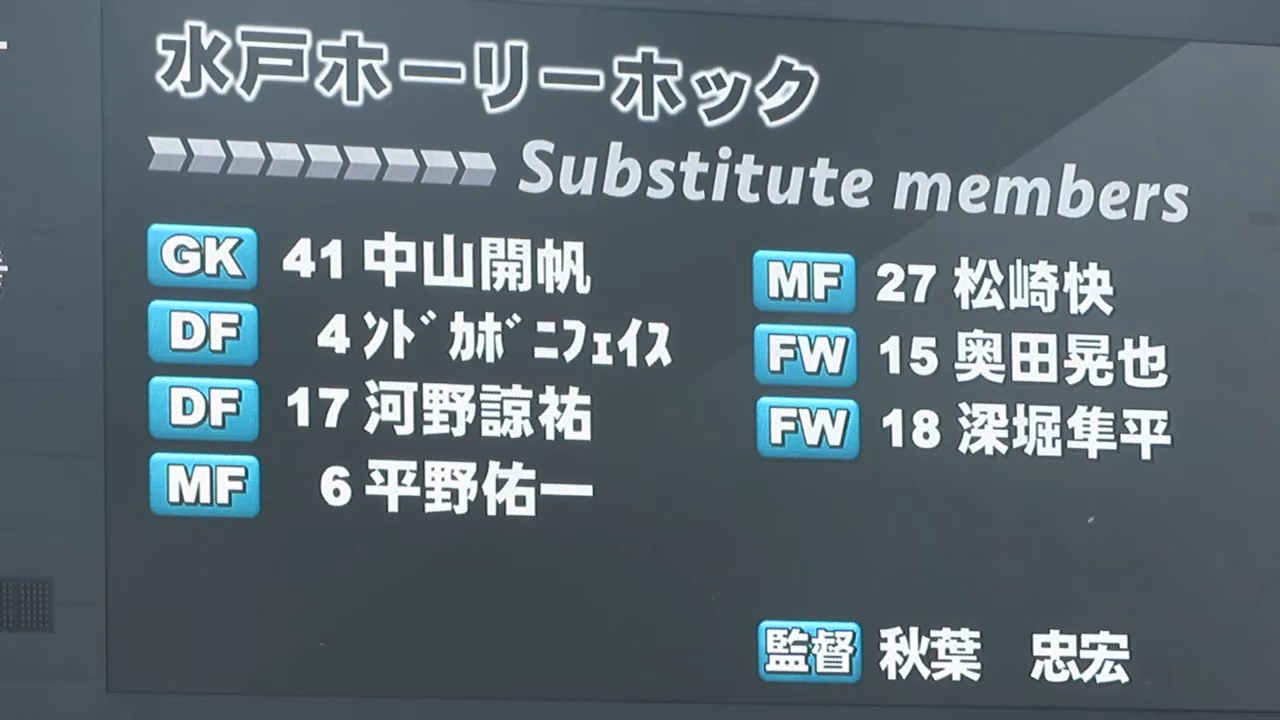 水戸ホーリーホック
Substitute members
GK 41 中山開帆
DF 4 ﾝﾄﾞｶﾎﾞﾆﾌｪｲｽ
DF 17 河野諒祐
MF 6 平野佑一
MF 27 松崎快
FW 15 奥田晃也
FW 18 深堀隼平
監督 秋葉 忠宏